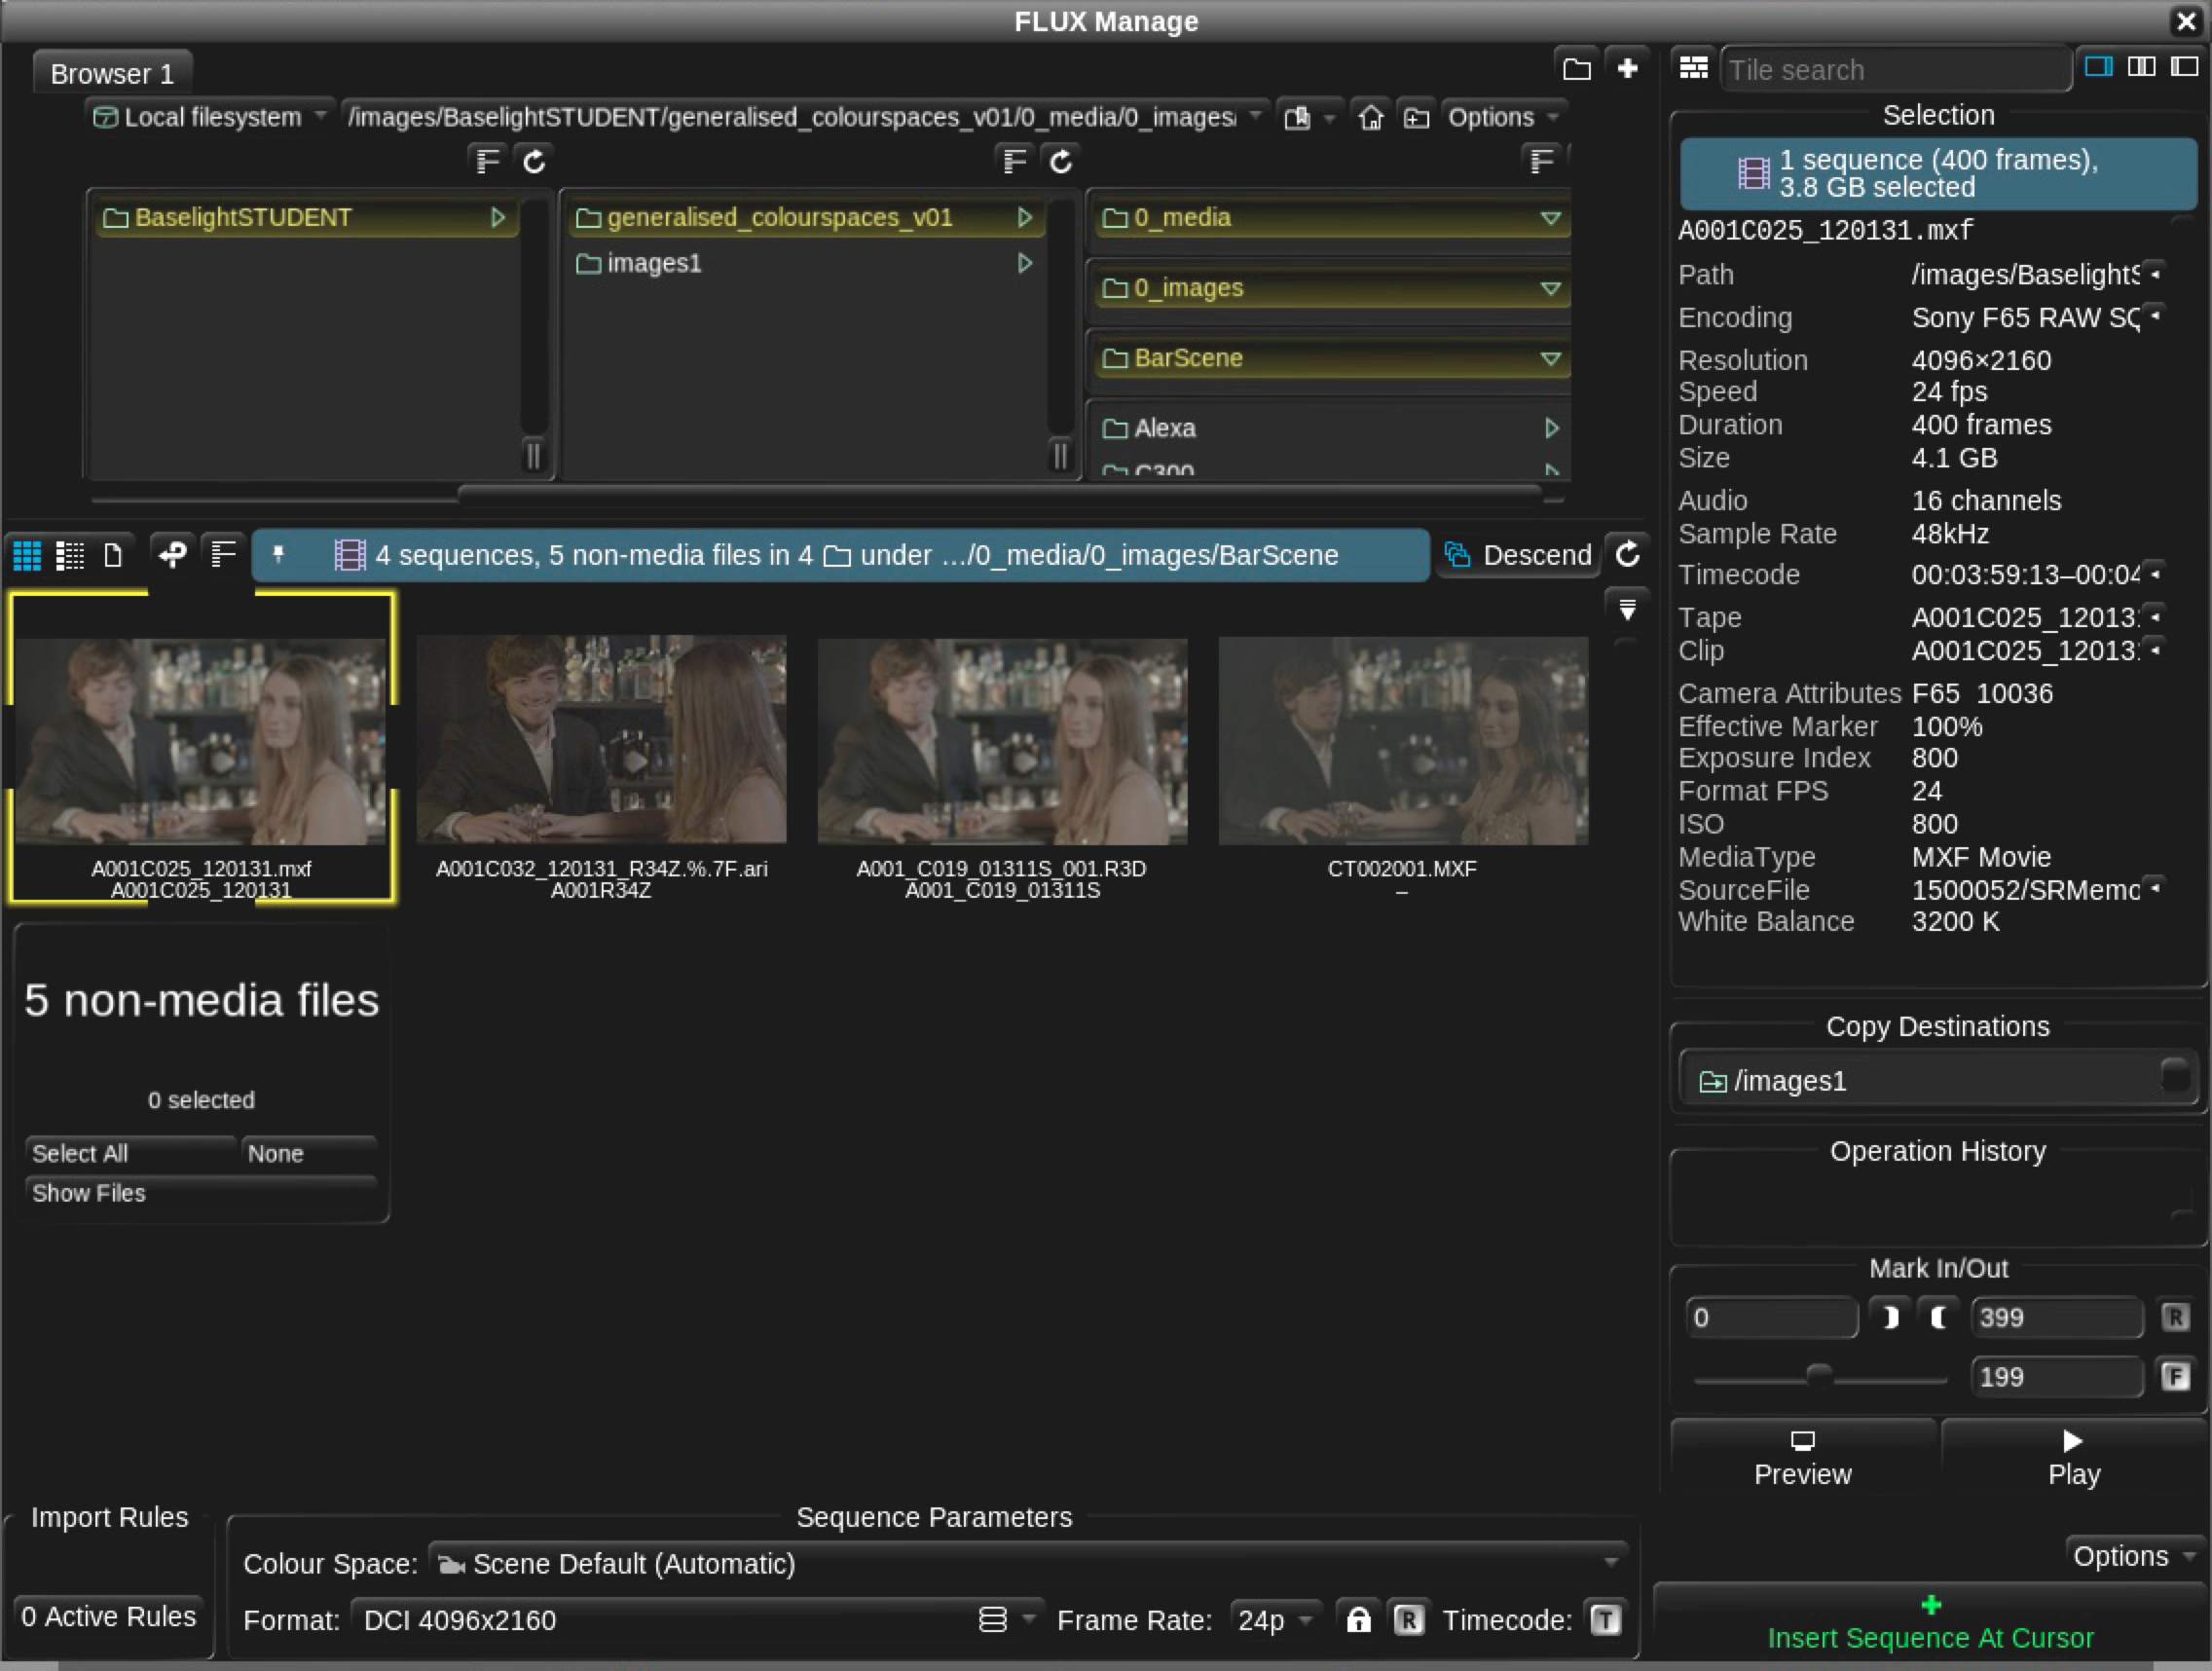 FLUX Manage
Browser 1
Tile search
Local filesystem
/images/BaselightSTUDENT/generalised_colourspaces_v01/0_media/0_images/
Options
BaselightSTUDENT
generalised_colourspaces_v01
images1
0_media
0_images
BarScene
Alexa
C300
4 sequences, 5 non-media files in 4 under .../0_media/0_images/BarScene
Descend
A001C025_120131.mxf
A001C025_120131
A001C032_120131_R34Z.%.7F.ari
A001R34Z
A001_C019_01311S_001.R3D
A001_C019_01311S
CT002001.MXF
–
5 non-media files
0 selected
Select All
None
Show Files
Selection
1 sequence (400 frames),
3.8 GB selected
A001C025_120131.mxf
Path /images/Baselight
Encoding Sony F65 RAW
Resolution 4096×2160
Speed 24 fps
Duration 400 frames
Size 4.1 GB
Audio 16 channels
Sample Rate 48kHz
Timecode 00:03:59:13–00:04
Tape A001C025_12013
Clip A001C025_12013
Camera Attributes F65 10036
Effective Marker 100%
Exposure Index 800
Format FPS 24
ISO 800
MediaType MXF Movie
SourceFile 1500052/SRMemo
White Balance 3200 K
Copy Destinations
/images1
Operation History
Mark In/Out
0
399
R
199
F
Preview
Play
Import Rules
0 Active Rules
Sequence Parameters
Colour Space: Scene Default (Automatic)
Format: DCI 4096x2160
Frame Rate: 24p
R
Timecode: T
Options
Insert Sequence At Cursor